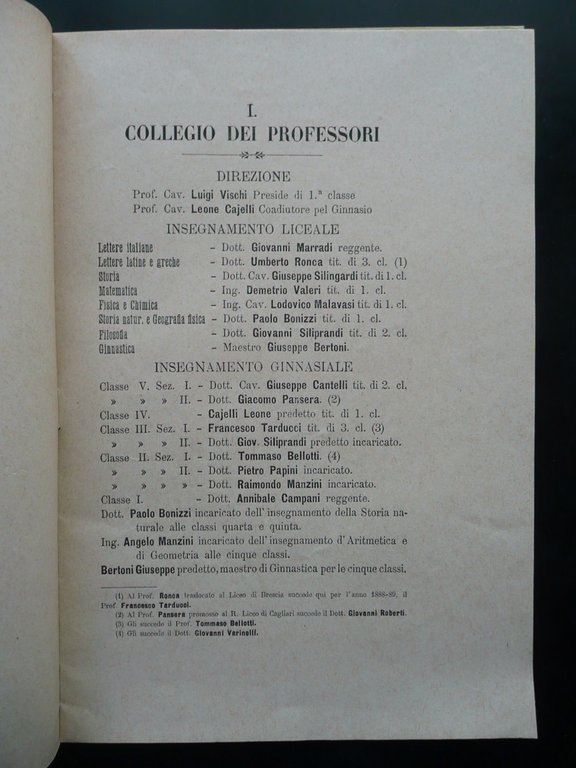 I.
COLLEGIO DEI PROFESSORI
DIREZIONE
Prof. Cav. Luigi Vischi Preside di 1.ª classe
Prof. Cav. Leone Cajelli Coadiutore pel Ginnasio
INSEGNAMENTO LICEALE
Lettere italiane – Dott. Giovanni Marradi reggente.
Lettere latine e greche – Dott. Umberto Ronca tit. di 3. cl. (1)
Storia – Dott. Cav. Giuseppe Silingardi tit. di 1. cl.
Matematica – Ing. Demetrio Valeri tit. di 1. cl.
Fisica e Chimica – Ing. Cav. Lodovico Malavasi tit. di 1. cl.
Storia natur. e Geografia fisica – Dott. Paolo Bonizzi tit. di 1. cl.
Filosofia – Dott. Giovanni Siliprandi tit. di 2. cl.
Ginnastica – Maestro Giuseppe Bertoni.
INSEGNAMENTO GINNASIALE
Classe V. Sez. I. – Dott. Cav. Giuseppe Cantelli tit. di 2. cl.
» » » II. – Dott. Giacomo Pansera. (2)
Classe IV. – Cajelli Leone predetto tit. di 1. cl.
Classe III. Sez. I. – Francesco Tarducci tit. di 3. cl. (3)
» » » II. – Dott. Giov. Siliprandi predetto incaricato.
Classe II. Sez. I. – Dott. Tommaso Bellotti. (4)
» » » II. – Dott. Pietro Papini incaricato.
» » » » – Dott. Raimondo Manzini incaricato.
Classe I. – Dott. Annibale Campani reggente.
Dott. Paolo Bonizzi incaricato dell'insegnamento della Storia na-
turale alle classi quarta e quinta.
Ing. Angelo Manzini incaricato dell'insegnamento d'Aritmetica e
di Geometria alle cinque classi.
Bertoni Giuseppe predetto, maestro di Ginnastica per le cinque classi.
(1) Al Prof. Ronca traslocato al Liceo di Brescia succede qui per l'anno 1888-89, il
Prof. Francesco Tarducci.
(2) Al Prof. Pansera promosso al R. Liceo di Cagliari succede il Dott. Giovanni Roberti.
(3) Gli succede il Prof. Tommaso Bellotti.
(4) Gli succede il Dott. Giovanni Varinelli.